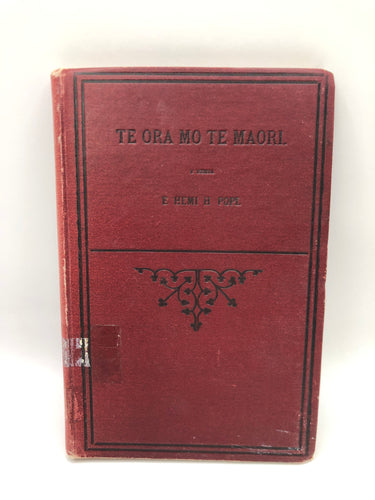 TE ORA MO TE MAORI.
E HEMI H POPE